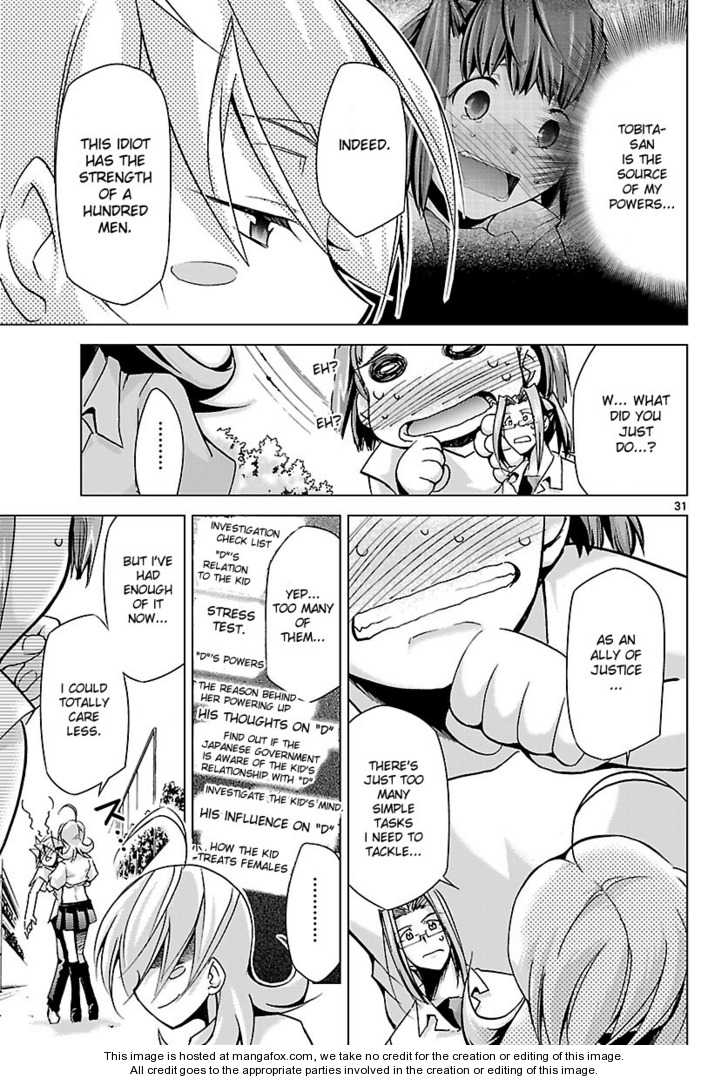 TOBITA-
SAN
IS THE
SOURCE
OF MY
POWERS...
INDEED.
THIS IDIOT
HAS THE
STRENGTH
OF A
HUNDRED
MEN.
W... WHAT
DID YOU
JUST
DO...?
EH?
EH?
.........
31
AS AN
ALLY OF
JUSTICE
...
THERE'S
JUST TOO
MANY
SIMPLE
TASKS
I NEED TO
TACKLE...
YEP...
TOO MANY
OF
THEM...
INVESTIGATION
CHECK LIST
"D"'S
RELATION
TO THE KID
STRESS
TEST.
"D"'S POWERS
THE REASON BEHIND
HER POWERING UP
HIS THOUGHTS ON "D"
FIND OUT IF THE
JAPANESE GOVERNMENT
IS AWARE OF THE KID'S
RELATIONSHIP WITH "D"
INVESTIGATE THE KID'S MIND.
HIS INFLUENCE ON "D"
HOW THE KID
TREATS FEMALES
.........
BUT I'VE
HAD
ENOUGH
OF IT
NOW...
I COULD
TOTALLY
CARE
LESS.
This image is hosted at mangafox.com, we take no credit for the creation or editing of this image.
All credit goes to the appropriate parties involved in the creation or editing of this image.